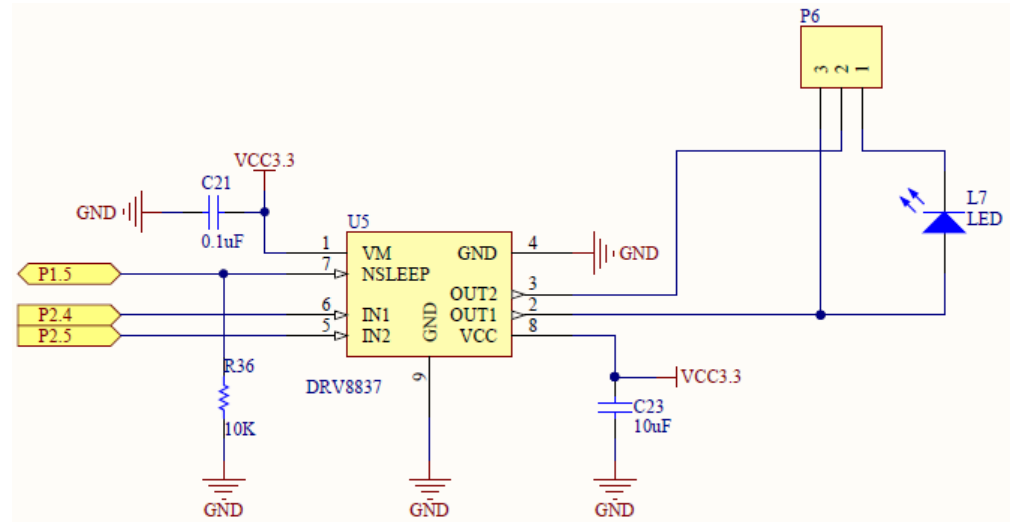 P6
3 2 1
VCC3.3
C21
GND
0.1uF
L7
LED
U5
1
VM
GND
4
GND
P1.5
7
NSLEEP
OUT2
3
P2.4
6
IN1
OUT1
2
P2.5
5
IN2
GND
VCC
8
R36
DRV8837
9
VCC3.3
C23
10uF
10K
GND
GND
GND